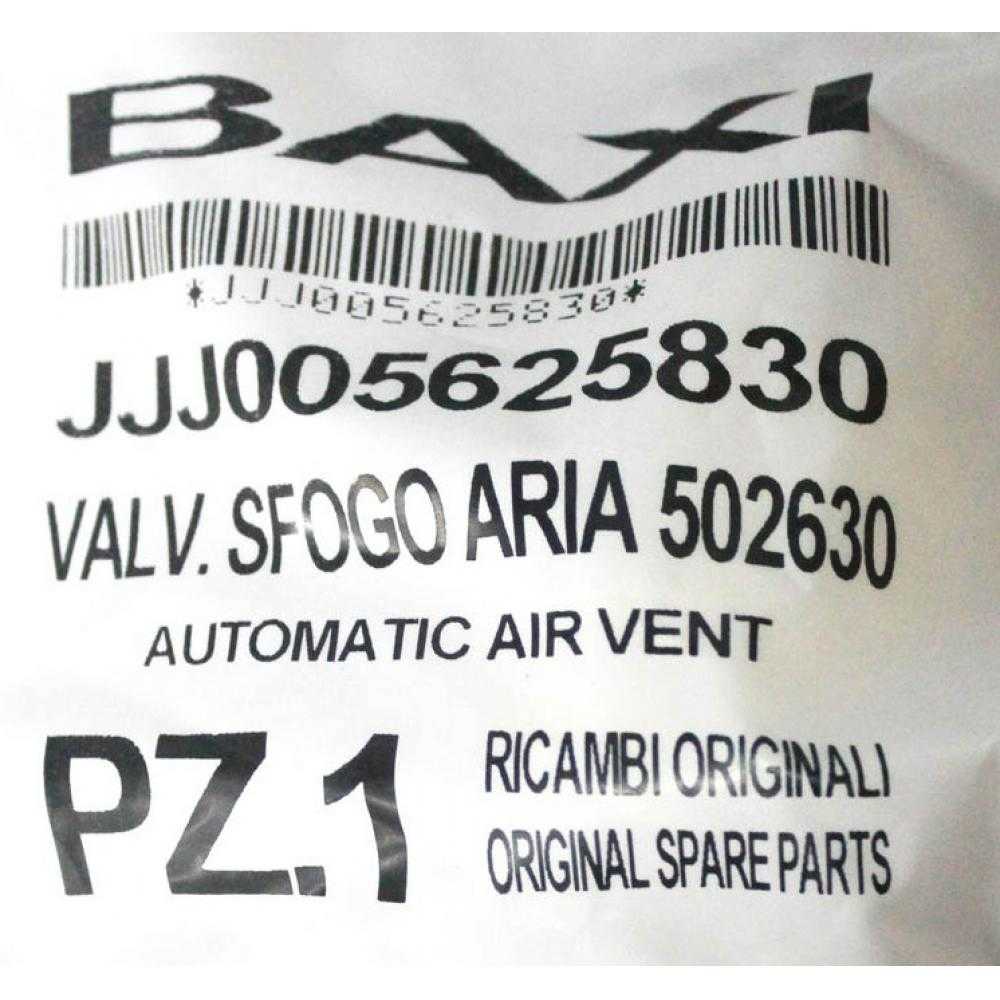 BAXI
*JJJ005625830*
JJJ005625830
VALV. SFOGO ARIA 502630
AUTOMATIC AIR VENT
PZ.1
RICAMBI ORIGINALI
ORIGINAL SPARE PARTS